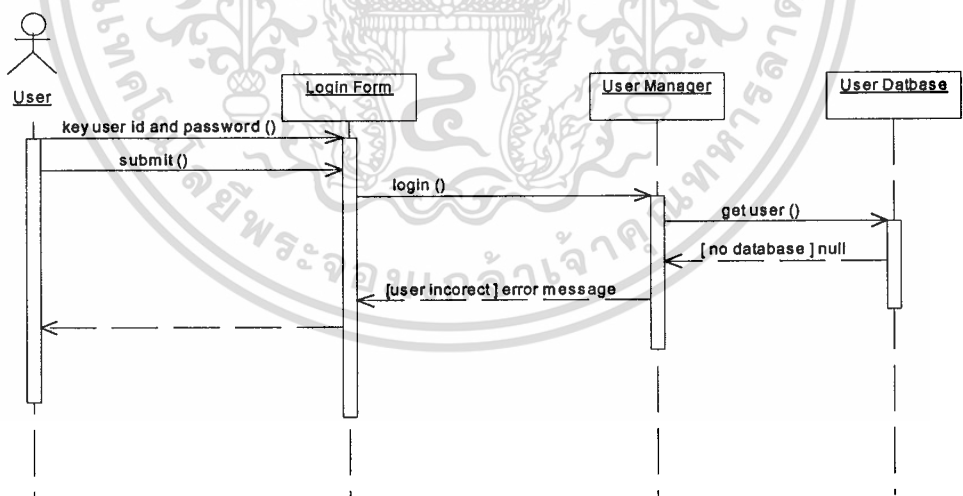 User
Login Form
User Manager
User Datbase
key user id and password ()
submit ()
login ()
get user ()
[ no database ] null
[user incorect ] error message